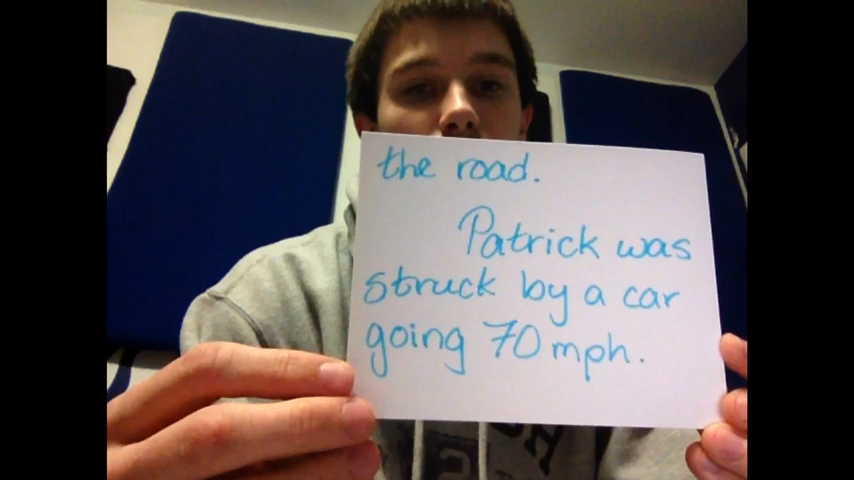 the road.
Patrick was
struck by a car
going 70 mph.